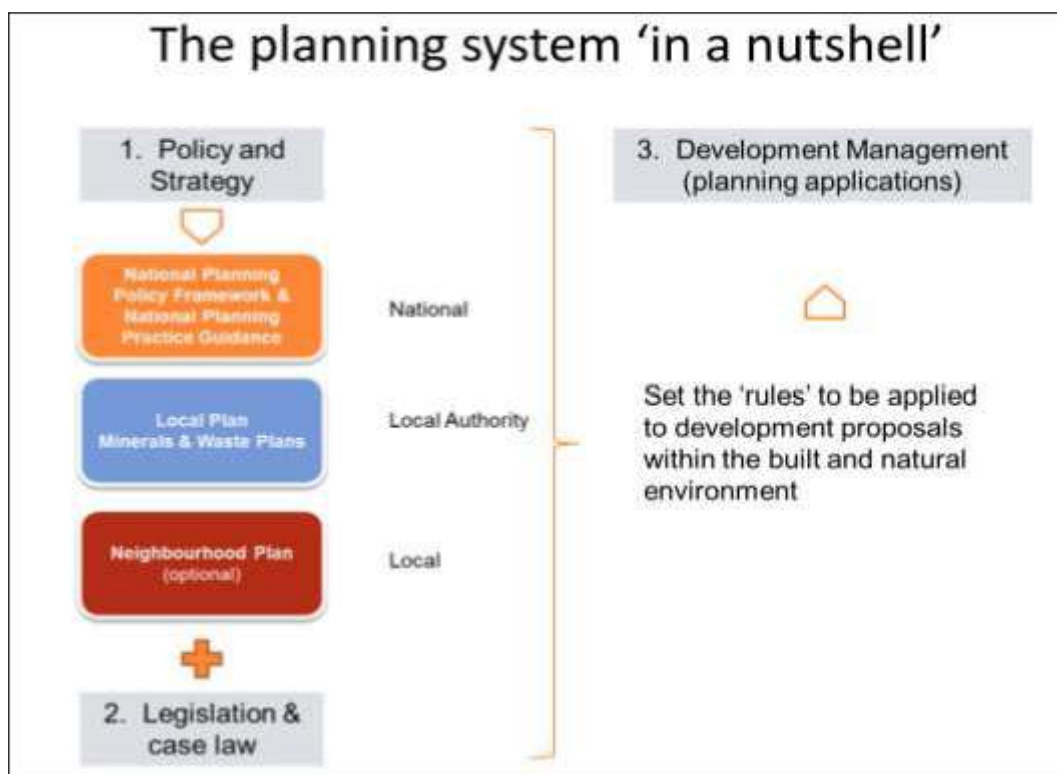 The planning system ‘in a nutshell’
1. Policy and
Strategy
National Planning
Policy Framework &
National Planning
Practice Guidance
National
Local Plan
Minerals & Waste Plans
Local Authority
Neighbourhood Plan
(optional)
Local
2. Legislation &
case law
3. Development Management
(planning applications)
Set the ‘rules’ to be applied
to development proposals
within the built and natural
environment